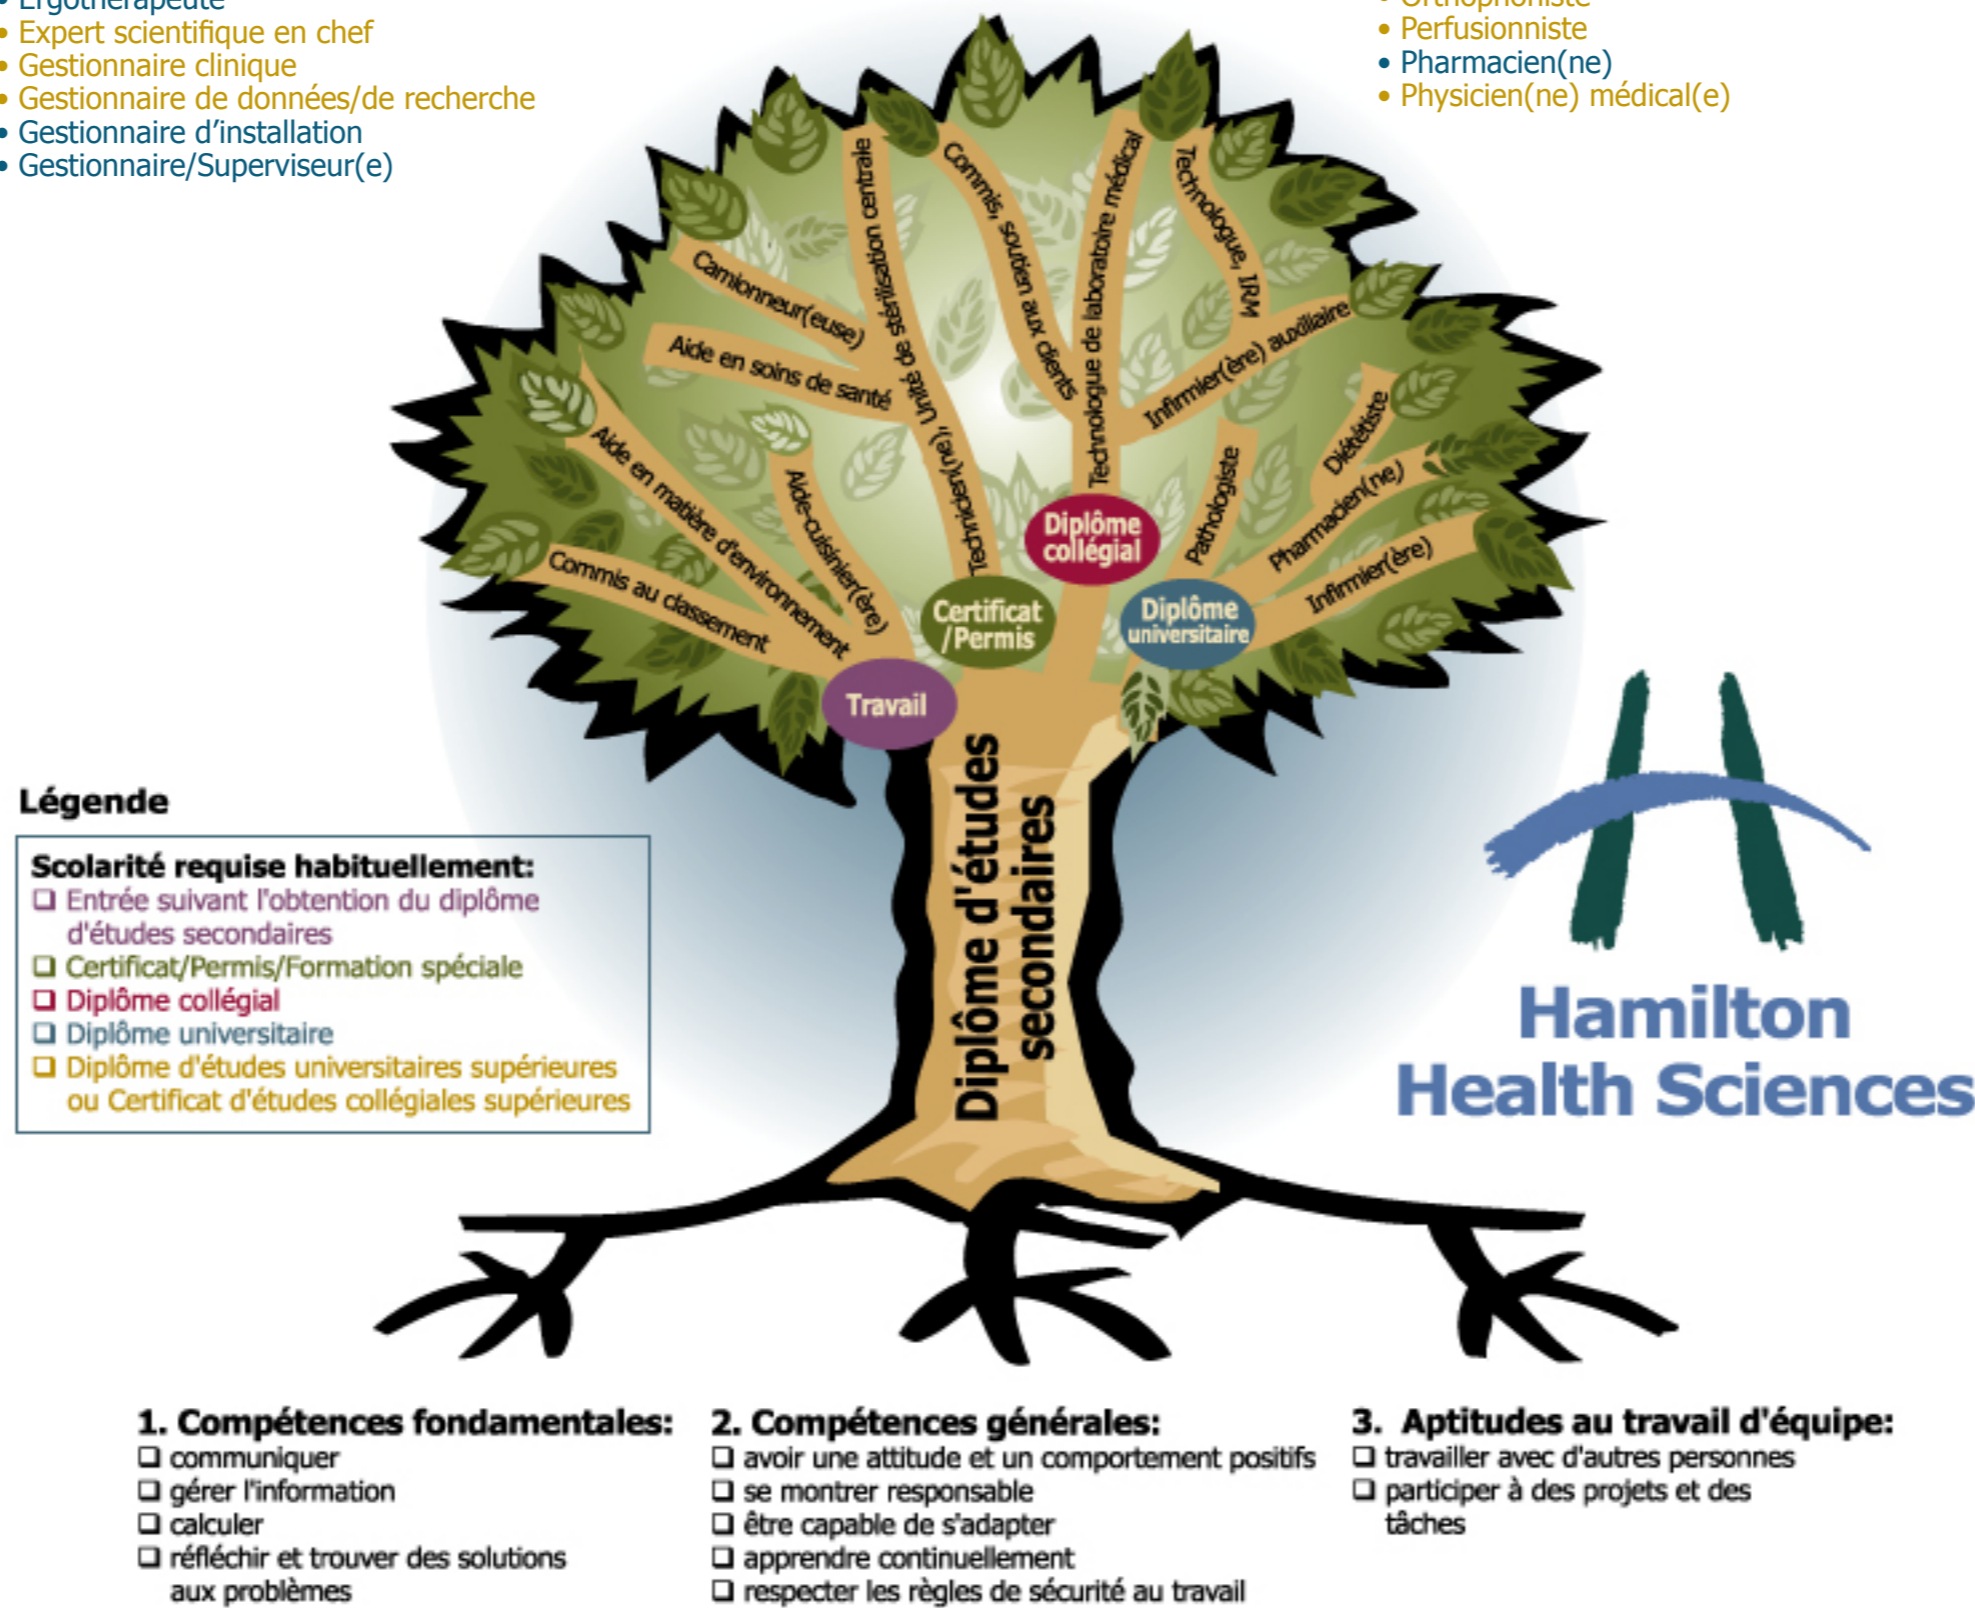 • Ergothérapeute
• Expert scientifique en chef
• Gestionnaire clinique
• Gestionnaire de données/de recherche
• Gestionnaire d'installation
• Gestionnaire/Superviseur(e)
• Orthophoniste
• Perfusionniste
• Pharmacien(ne)
• Physicien(ne) médical(e)
Camionneur(euse)
Aide en soins de santé
Technicien(ne), Unité de stérilisation centrale
Commis, soutien aux clients
Technologue de laboratoire médical
Technologue, IRM
Infirmier(ère) auxiliaire
Aide en matière d'environnement
Aide-cuisinier(ère)
Commis au classement
Pathologiste
Diététiste
Pharmacien(ne)
Infirmier(ère)
Diplôme
collégial
Certificat
/Permis
Diplôme
universitaire
Travail
Diplôme d'études
secondaires
Légende
Scolarité requise habituellement:
❑ Entrée suivant l'obtention du diplôme
d'études secondaires
❑ Certificat/Permis/Formation spéciale
❑ Diplôme collégial
❑ Diplôme universitaire
❑ Diplôme d'études universitaires supérieures
ou Certificat d'études collégiales supérieures
Hamilton
Health Sciences
1. Compétences fondamentales:
❑ communiquer
❑ gérer l'information
❑ calculer
❑ réfléchir et trouver des solutions
aux problèmes
2. Compétences générales:
❑ avoir une attitude et un comportement positifs
❑ se montrer responsable
❑ être capable de s'adapter
❑ apprendre continuellement
❑ respecter les règles de sécurité au travail
3. Aptitudes au travail d'équipe:
❑ travailler avec d'autres personnes
❑ participer à des projets et des
tâches